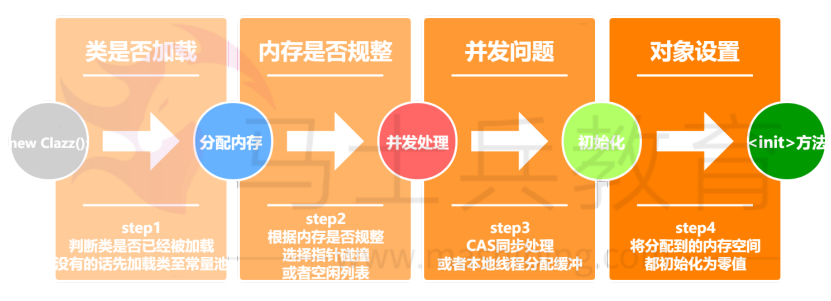 类是否加载
内存是否规整
并发问题
对象设置
new Clazz()
分配内存
并发处理
初始化
<init>方法
step1
判断类是否已经被加载
没有的话先加载类至常量池
step2
根据内存是否规整
选择指针碰撞
或者空闲列表
step3
CAS同步处理
或者本地线程分配缓冲
step4
将分配到的内存空间
都初始化为零值
马士兵教育